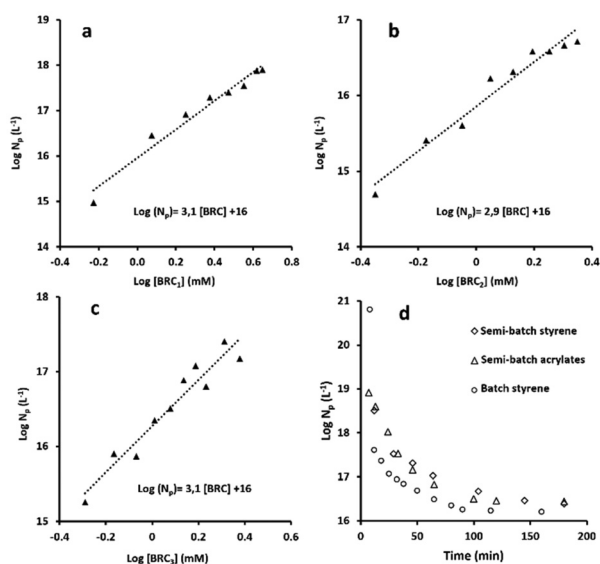 a
19
18
17
16
15
14
Log Nₚ (L⁻¹)
Log (Nₚ)= 3,1 [BRC] +16
-0.4 -0.2 0.0 0.2 0.4 0.6 0.8
Log [BRC₁] (mM)
b
17
16
15
14
Log Nₚ (L⁻¹)
Log (Nₚ)= 2,9 [BRC] +16
-0.4 -0.2 0 0.2 0.4
Log [BRC₂] (mM)
c
18
17
16
15
Log Nₚ (L⁻¹)
Log (Nₚ)= 3,1 [BRC] +16
-0.4 -0.2 0.0 0.2 0.4 0.6
Log [BRC₃] (mM)
d
21
20
19
18
17
16
Log Nₚ (L⁻¹)
Semi-batch styrene
Semi-batch acrylates
Batch styrene
0 50 100 150 200
Time (min)